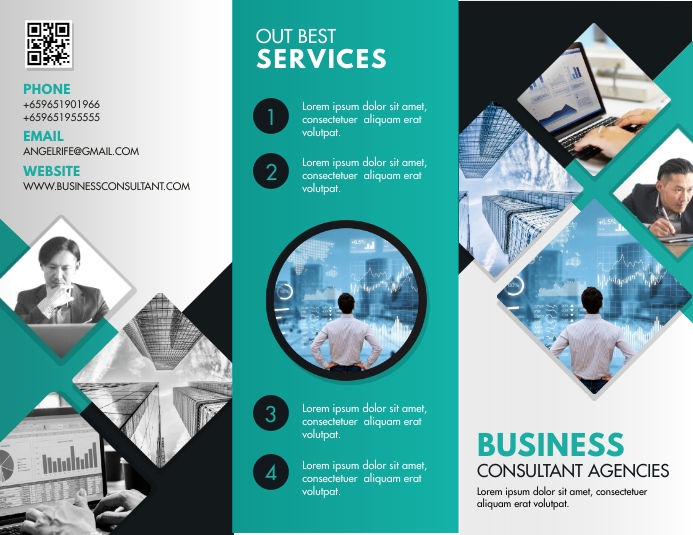 PHONE
+659651901966
+659651955555
EMAIL
ANGELRIFE@GMAIL.COM
WEBSITE
WWW.BUSINESSCONSULTANT.COM
OUT BEST
SERVICES
1
Lorem ipsum dolor sit amet,
consectetuer aliquam erat
volutpat.
2
Lorem ipsum dolor sit amet,
consectetuer aliquam erat
volutpat.
3
Lorem ipsum dolor sit amet,
consectetuer aliquam erat
volutpat.
4
Lorem ipsum dolor sit amet,
consectetuer aliquam erat
volutpat.
BUSINESS
CONSULTANT AGENCIES
Lorem ipsum dolor sit amet, consectetuer
aliquam erat volutpat.